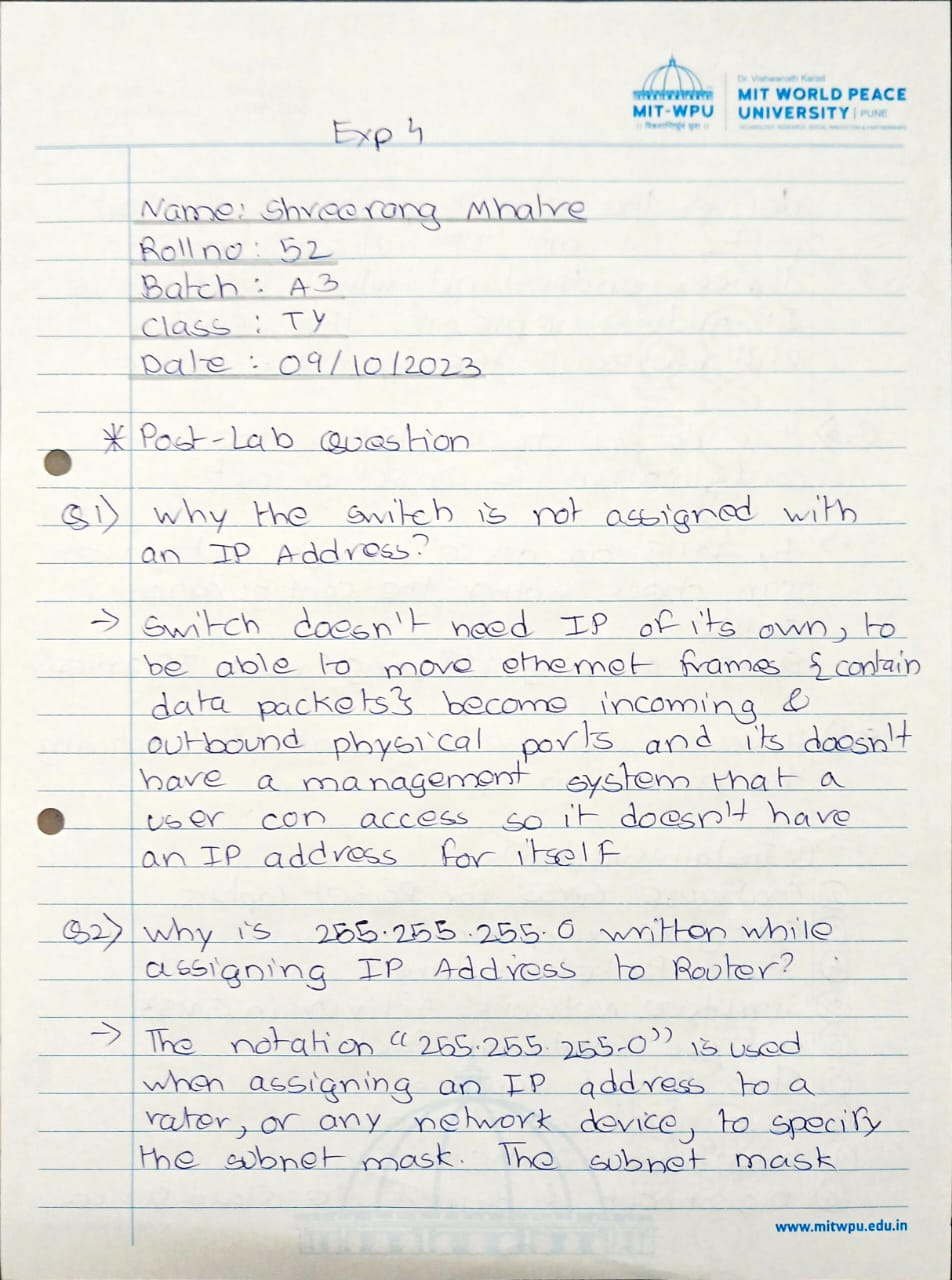 Dr. Vishwanath Karad
MIT WORLD PEACE
UNIVERSITY | PUNE
MIT-WPU
Exp 4
Name: Shreerang Mhatre
Roll no : 52
Batch : A3
Class : TY
Date : 09/10/2023
* Post-Lab Question
Q1) Why the switch is not assigned with
an IP Address?
→ Switch doesn't need IP of its own, to
be able to move ethernet frames { contain
data packets} become incoming &
outbound physical ports and its doesn't
have a management system that a
user can access so it doesn't have
an IP address for itself
Q2) Why is 255.255.255.0 written while
assigning IP Address to Router?
→ The notation "255.255.255.0" is used
when assigning an IP address to a
rater, or any network device, to specify
the subnet mask. The subnet mask
www.mitwpu.edu.in